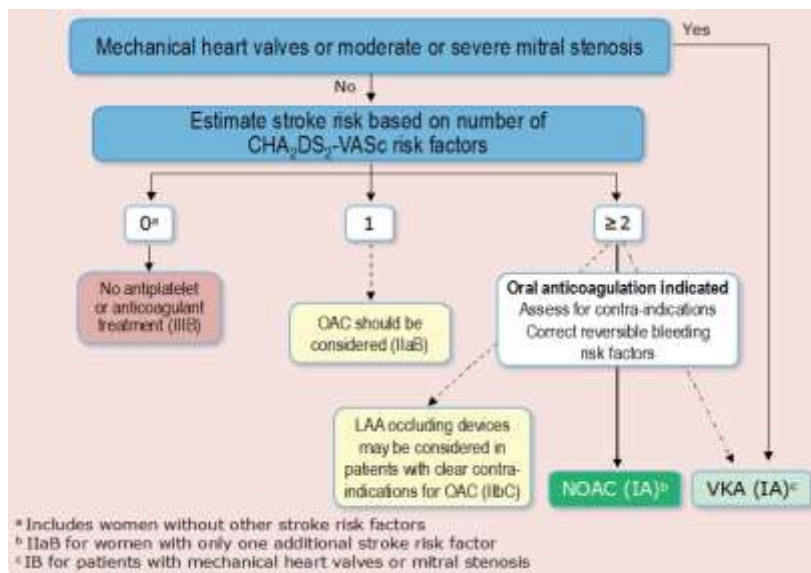 Mechanical heart valves or moderate or severe mitral stenosis
Yes
No
Estimate stroke risk based on number of
CHA₂DS₂-VASc risk factors
0ᵃ
1
≥2
No antiplatelet
or anticoagulant
treatment (IIIB)
OAC should be
considered (IIaB)
Oral anticoagulation indicated
Assess for contra-indications
Correct reversible bleeding
risk factors
LAA occluding devices
may be considered in
patients with clear contra-
indications for OAC (IIbC)
NOAC (IA)ᵇ
VKA (IA)ᶜ
ᵃ Includes women without other stroke risk factors
ᵇ IIaB for women with only one additional stroke risk factor
ᶜ IB for patients with mechanical heart valves or mitral stenosis